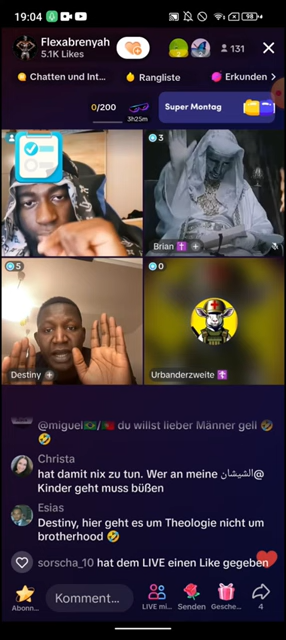 19:04
98
Flexabrenyah
5.1K Likes
131
Chatten und Int...
Rangliste
Erkunden
0/200
3h25m
Super Montag
3
Brian ✝️
5
0
Destiny
Urbanderzweite ✝️
@miguel🇧🇷/🇵🇹 du willst lieber Männer gell 🤣
🤣
Christa
hat damit nix zu tun. Wer an meine الشيشان@
Kinder geht muss büßen
Esias
Destiny, hier geht es um Theologie nicht um
brotherhood 🤣
sorscha_10 hat dem LIVE einen Like gegeben
Komment...
4
Abonn...
LIVE mi...
Senden
Gesche...